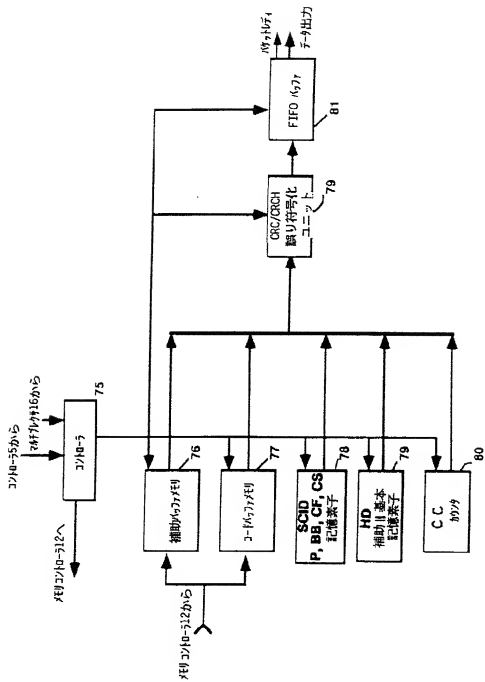 コントローラ5から
マルチプレクサ16から
メモリコントローラ12へ
コントローラ
75
補助バッファメモリ
76
コードバッファメモリ
77
メモリコントローラ12から
SCID
P, BB, CF, CS
記憶素子
78
HD
補助II基本
記憶素子
79
CC
カウンタ
80
CRC/CRCH
誤り符号化
ユニット
79
FIFO バッファ
81
パケットレディ
データ出力